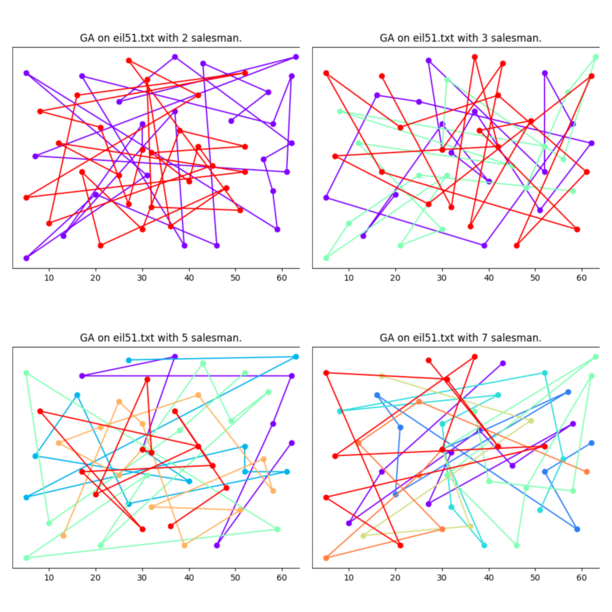 GA on eil51.txt with 2 salesman.
GA on eil51.txt with 3 salesman.
10 20 30 40 50 60
10 20 30 40 50 60
GA on eil51.txt with 5 salesman.
GA on eil51.txt with 7 salesman.
10 20 30 40 50 60
10 20 30 40 50 60